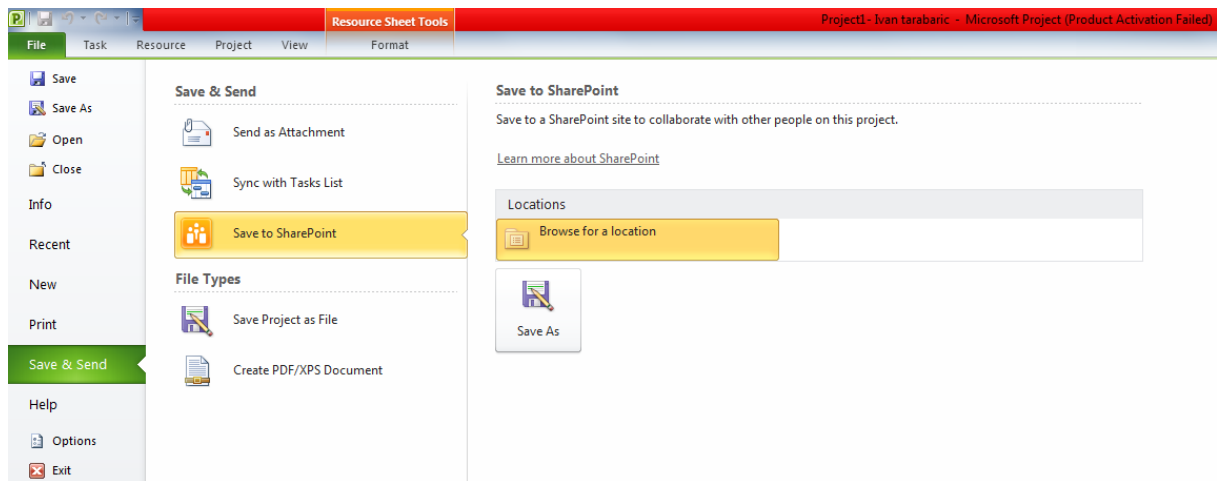 Resource Sheet Tools
Project1- Ivan tarabaric - Microsoft Project (Product Activation Failed)
File Task Resource Project View Format
Save
Save As
Open
Close
Info
Recent
New
Print
Save & Send
Help
Options
Exit
Save & Send
Send as Attachment
Sync with Tasks List
Save to SharePoint
File Types
Save Project as File
Create PDF/XPS Document
Save to SharePoint
Save to a SharePoint site to collaborate with other people on this project.
Learn more about SharePoint
Locations
Browse for a location
Save As